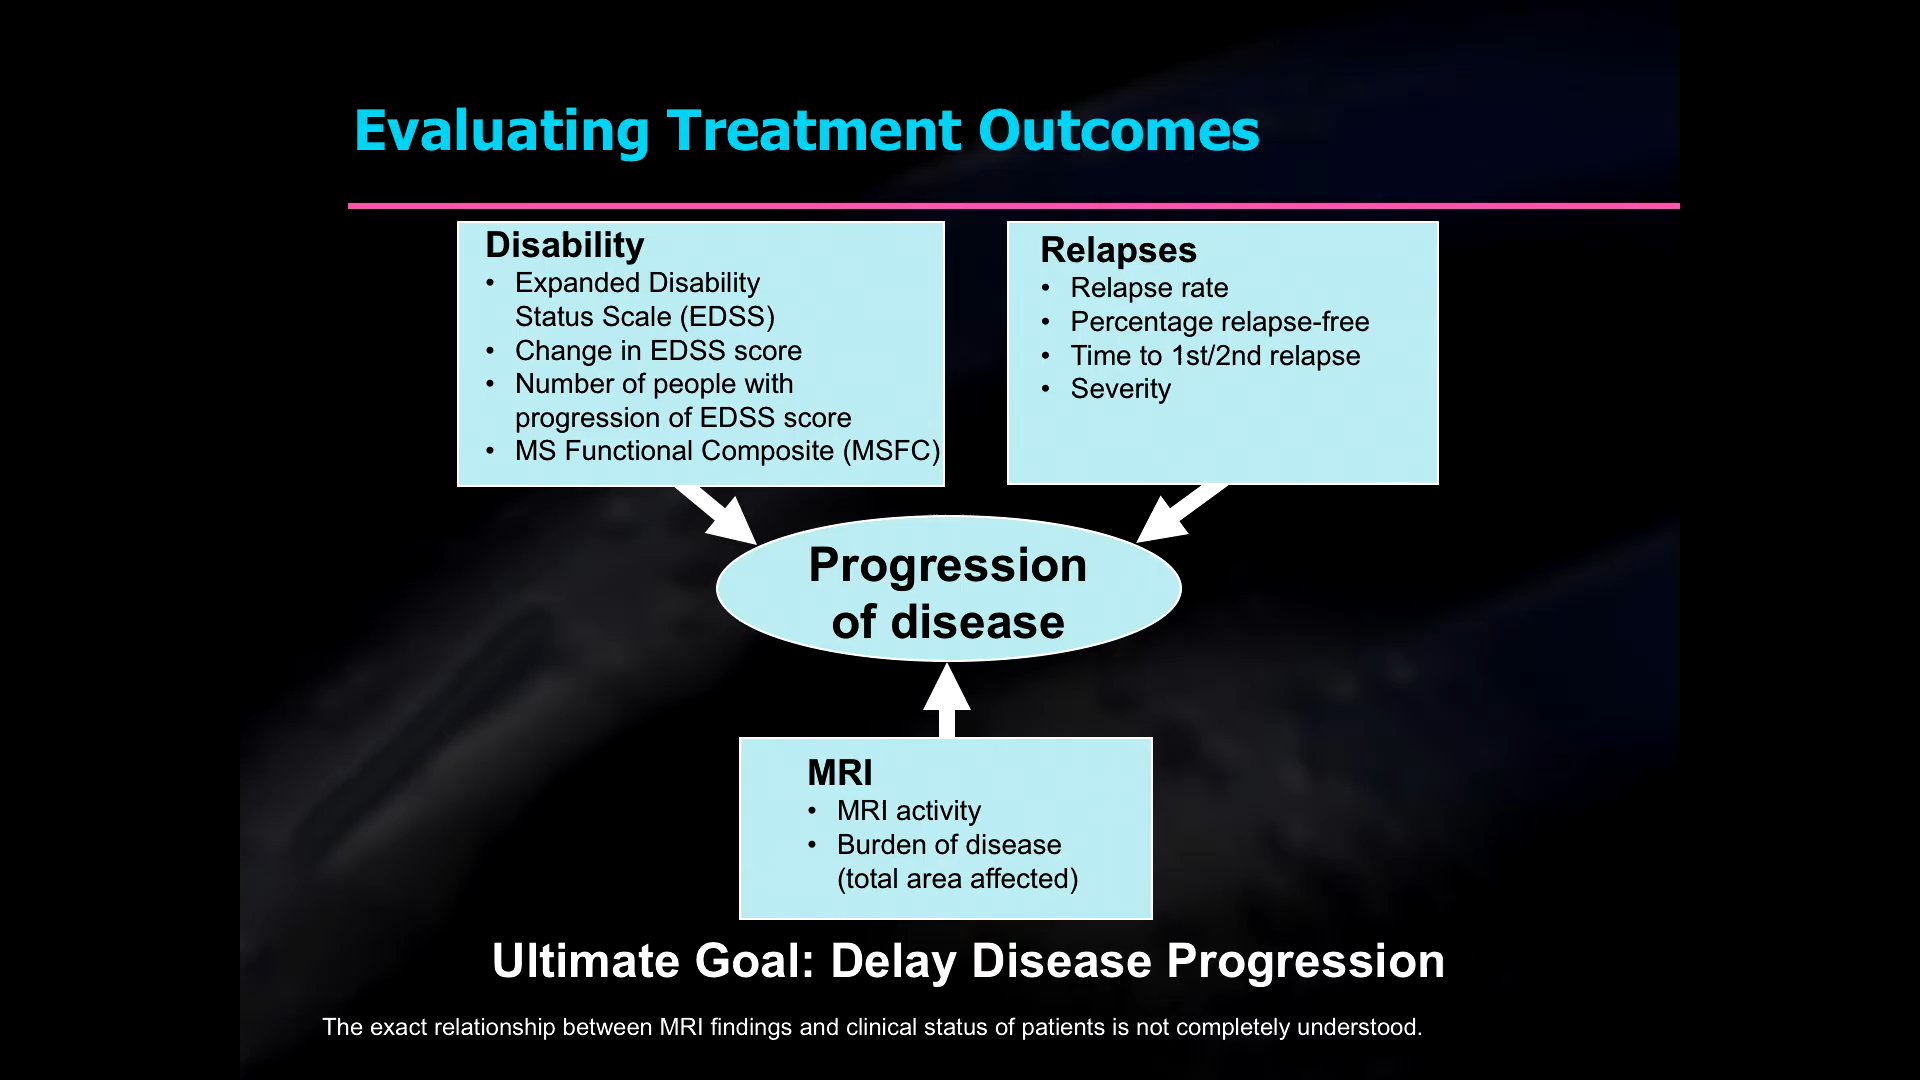 Evaluating Treatment Outcomes
Disability
• Expanded Disability
Status Scale (EDSS)
• Change in EDSS score
• Number of people with
progression of EDSS score
• MS Functional Composite (MSFC)
Relapses
• Relapse rate
• Percentage relapse-free
• Time to 1st/2nd relapse
• Severity
Progression
of disease
MRI
• MRI activity
• Burden of disease
(total area affected)
Ultimate Goal: Delay Disease Progression
The exact relationship between MRI findings and clinical status of patients is not completely understood.